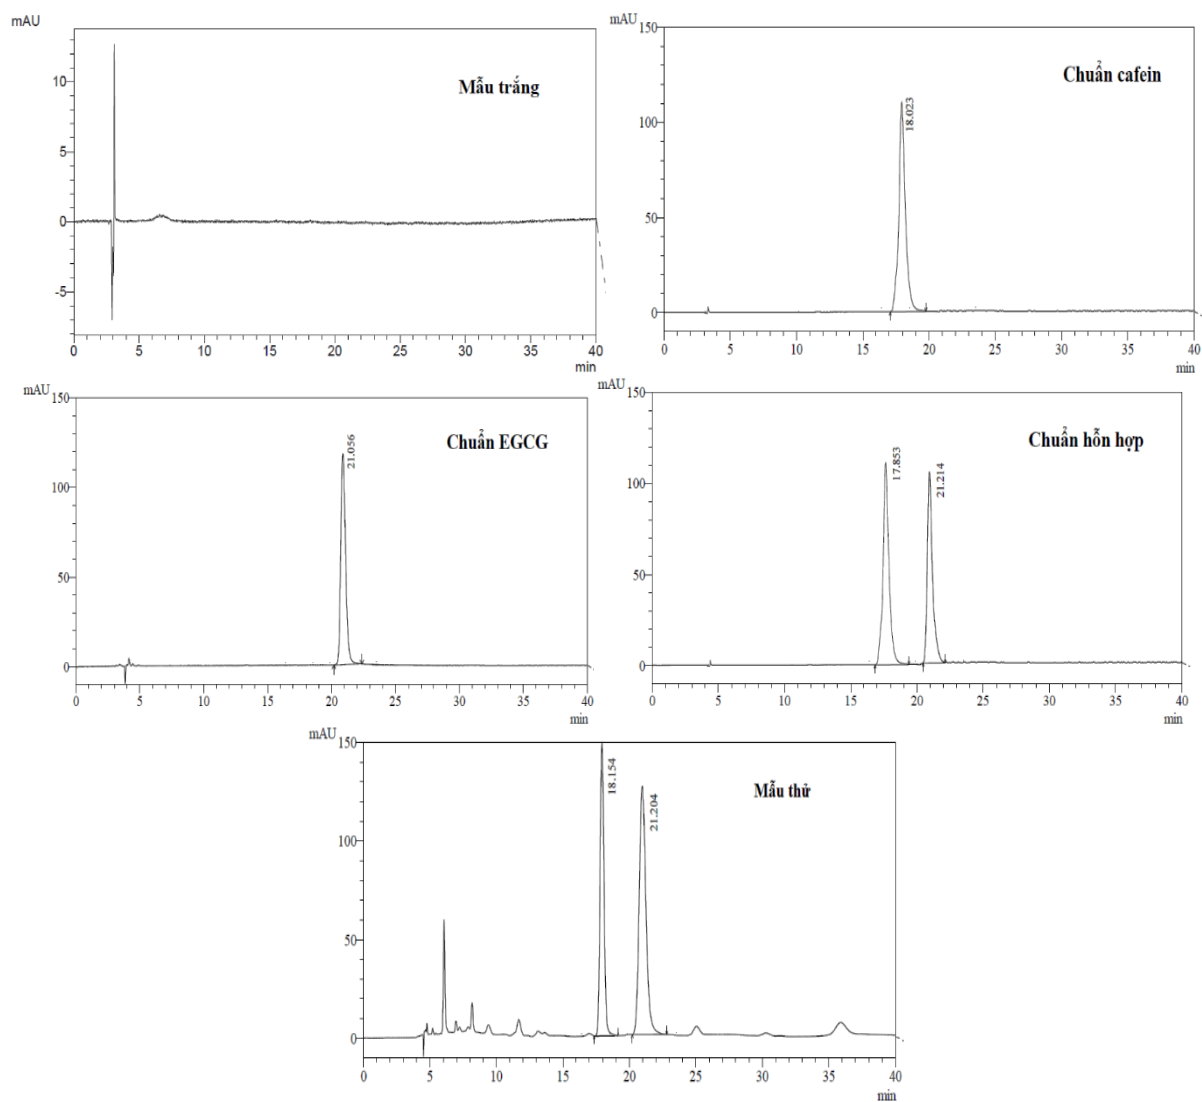 mAU
Mẫu trắng
10
5
0
-5
0 5 10 15 20 25 30 35 40
min
mAU
150
Chuẩn cafein
18.023
100
50
0
0 5 10 15 20 25 30 35 40
min
mAU
150
Chuẩn EGCG
21.056
100
50
0
0 5 10 15 20 25 30 35 40
min
mAU
150
Chuẩn hỗn hợp
17.853
21.214
100
50
0
0 5 10 15 20 25 30 35 40
min
mAU
150
Mẫu thử
18.154
21.204
100
50
0
0 5 10 15 20 25 30 35 40
min